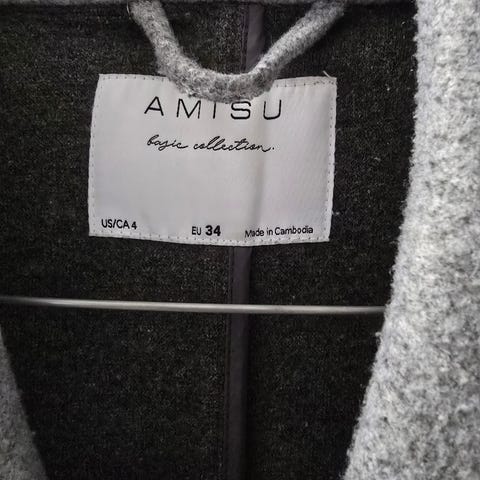 AMISU
basic collection.
US/CA 4 EU 34 Made in Cambodia